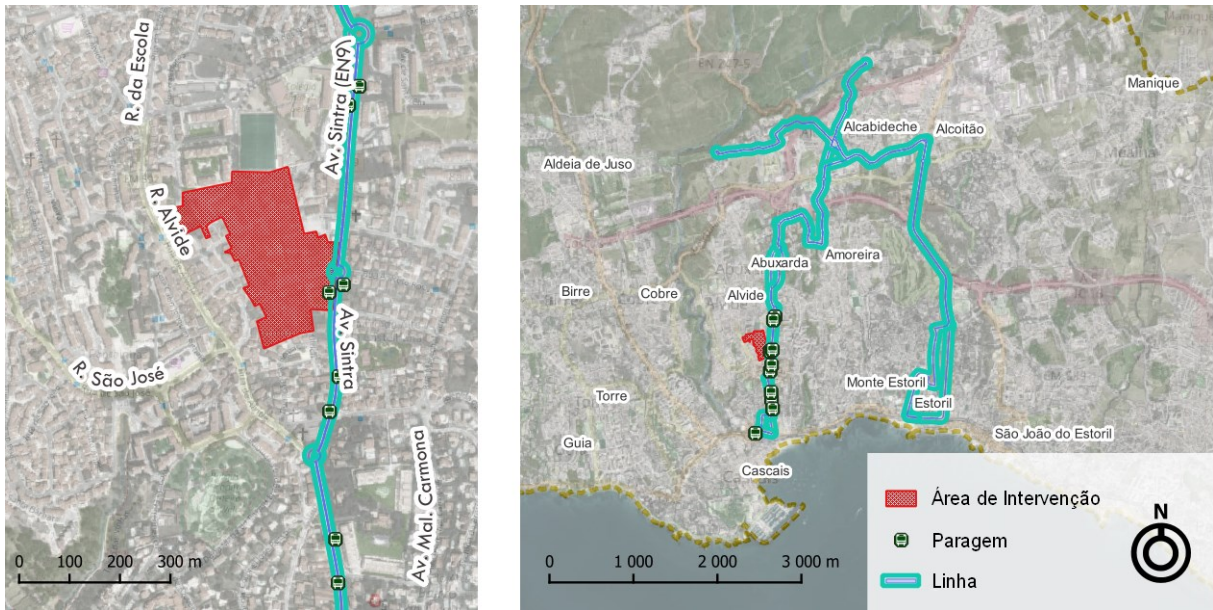 R. da Escola
Av. Sintra (EN9)
R. Alvide
Av. Sintra
R. São José
Av. Mal. Carmona
0 100 200 300 m
Manique
Alcabideche
Alcoitão
Aldeia de Juso
Abuxarda
Amoreira
Birre
Cobre
Alvide
Monte Estoril
Torre
Estoril
São João do Estoril
Guia
Cascais
0 1 000 2 000 3 000 m
Área de Intervenção
Paragem
Linha
N